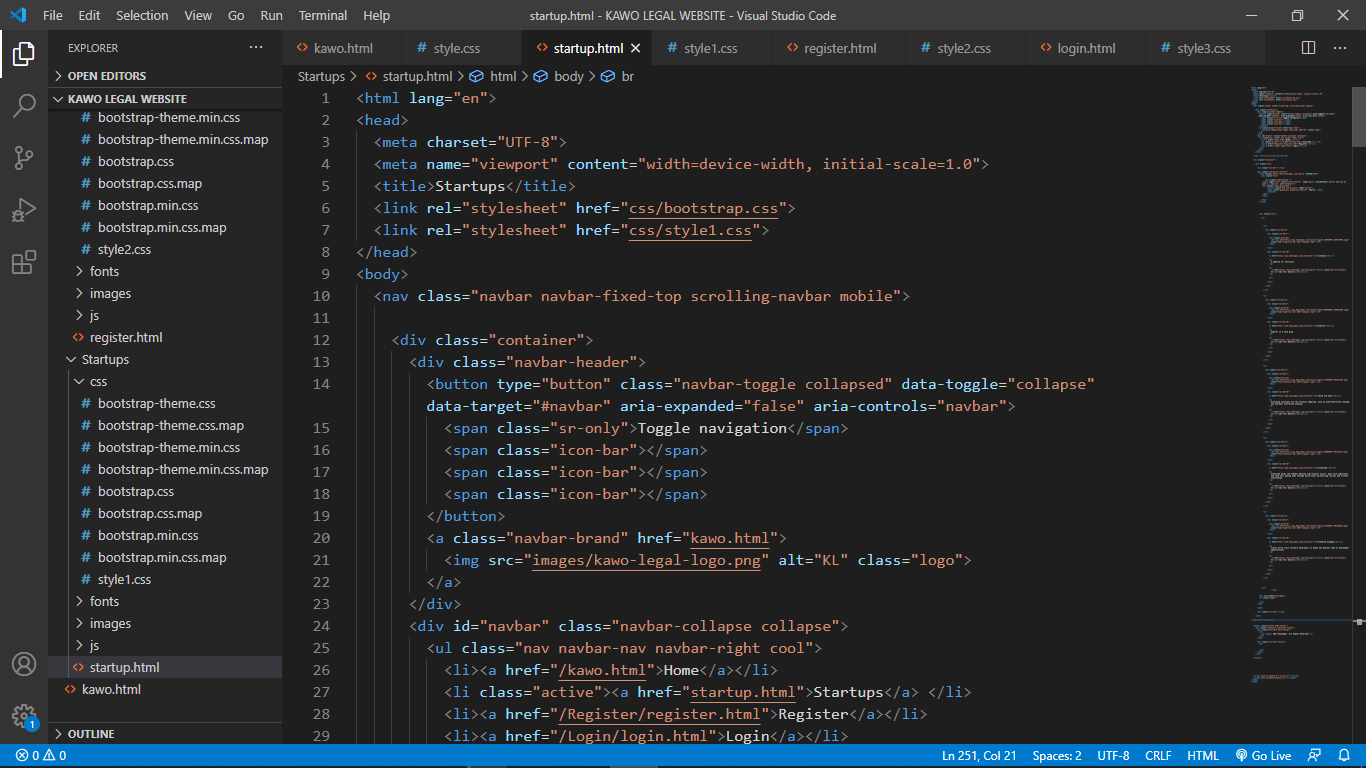 File Edit Selection View Go Run Terminal Help startup.html - KAWO LEGAL WEBSITE - Visual Studio Code
EXPLORER
OPEN EDITORS
KAWO LEGAL WEBSITE
# bootstrap-theme.min.css
# bootstrap-theme.min.css.map
# bootstrap.css
# bootstrap.css.map
# bootstrap.min.css
# bootstrap.min.css.map
# style2.css
fonts
images
js
<> register.html
Startups
css
# bootstrap-theme.css
# bootstrap-theme.css.map
# bootstrap-theme.min.css
# bootstrap-theme.min.css.map
# bootstrap.css
# bootstrap.css.map
# bootstrap.min.css
# bootstrap.min.css.map
# style1.css
fonts
images
js
<> startup.html
<> kawo.html
OUTLINE
1
<> kawo.html # style.css <> startup.html # style1.css <> register.html # style2.css <> login.html # style3.css
Startups > <> startup.html > html > body > br
1 <html lang="en">
2 <head>
3 <meta charset="UTF-8">
4 <meta name="viewport" content="width=device-width, initial-scale=1.0">
5 <title>Startups</title>
6 <link rel="stylesheet" href="css/bootstrap.css">
7 <link rel="stylesheet" href="css/style1.css">
8 </head>
9 <body>
10 <nav class="navbar navbar-fixed-top scrolling-navbar mobile">
11
12 <div class="container">
13 <div class="navbar-header">
14 <button type="button" class="navbar-toggle collapsed" data-toggle="collapse"
data-target="#navbar" aria-expanded="false" aria-controls="navbar">
15 <span class="sr-only">Toggle navigation</span>
16 <span class="icon-bar"></span>
17 <span class="icon-bar"></span>
18 <span class="icon-bar"></span>
19 </button>
20 <a class="navbar-brand" href="kawo.html">
21 <img src="images/kawo-legal-logo.png" alt="KL" class="logo">
22 </a>
23 </div>
24 <div id="navbar" class="navbar-collapse collapse">
25 <ul class="nav navbar-nav navbar-right cool">
26 <li><a href="/kawo.html">Home</a></li>
27 <li class="active"><a href="startup.html">Startups</a> </li>
28 <li><a href="/Register/register.html">Register</a></li>
29 <li><a href="/Login/login.html">Login</a></li>
0 0 Ln 251, Col 21 Spaces: 2 UTF-8 CRLF HTML Go Live